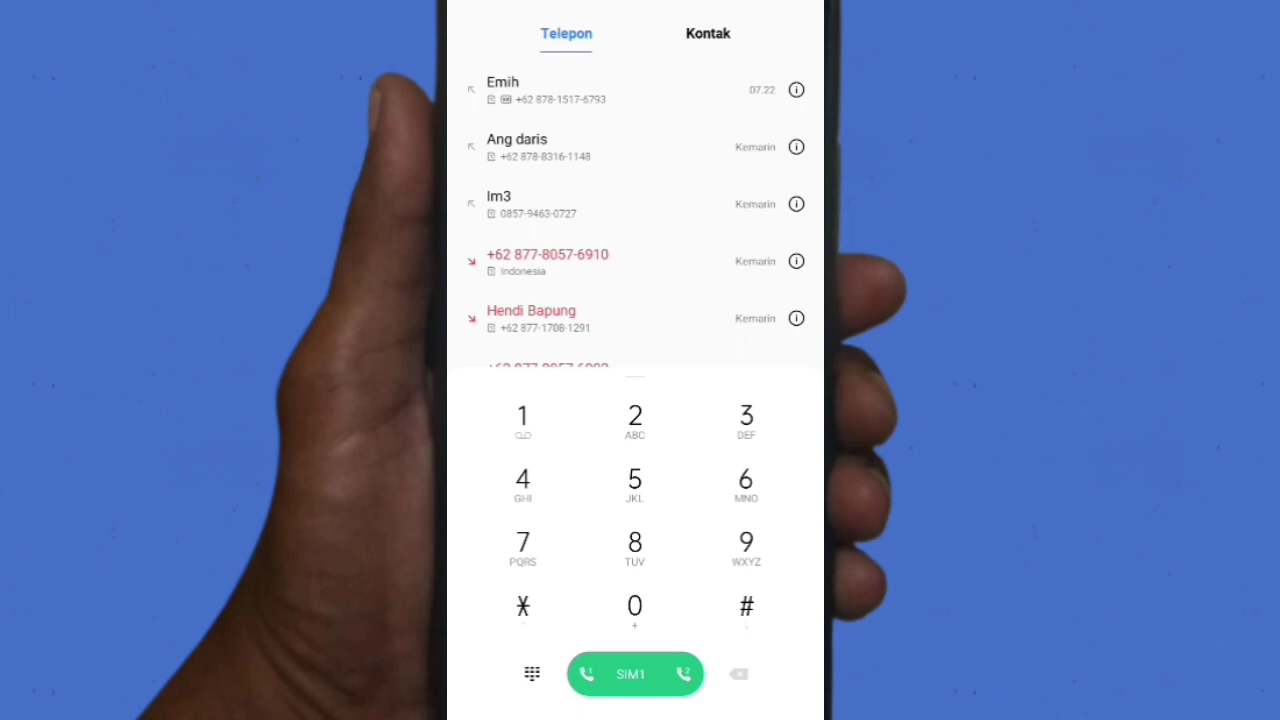 Telepon Kontak
Emih
+62 878-1517-6793
07.22
Ang daris
+62 878-8316-1148
Kemarin
Im3
0857-9463-0727
Kemarin
+62 877-8057-6910
Indonesia
Kemarin
Hendi Bapung
+62 877-1708-1291
Kemarin
1 2 3
ABC DEF
4 5 6
GHI JKL MNO
7 8 9
PQRS TUV WXYZ
* 0 #
+ ;
1 SIM1 2